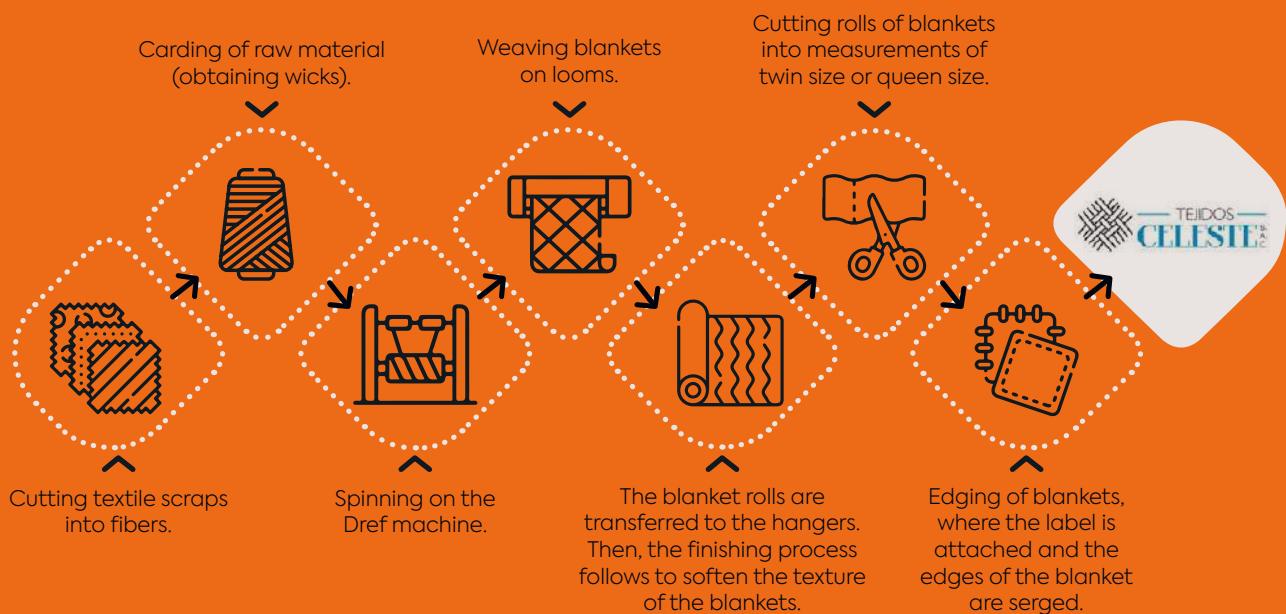 Cutting textile scraps
into fibers.
Carding of raw material
(obtaining wicks).
Spinning on the
Dref machine.
Weaving blankets
on looms.
The blanket rolls are
transferred to the hangers.
Then, the finishing process
follows to soften the texture
of the blankets.
Cutting rolls of blankets
into measurements of
twin size or queen size.
Edging of blankets,
where the label is
attached and the
edges of the blanket
are serged.
TEJIDOS
CELESTE S.A.C.